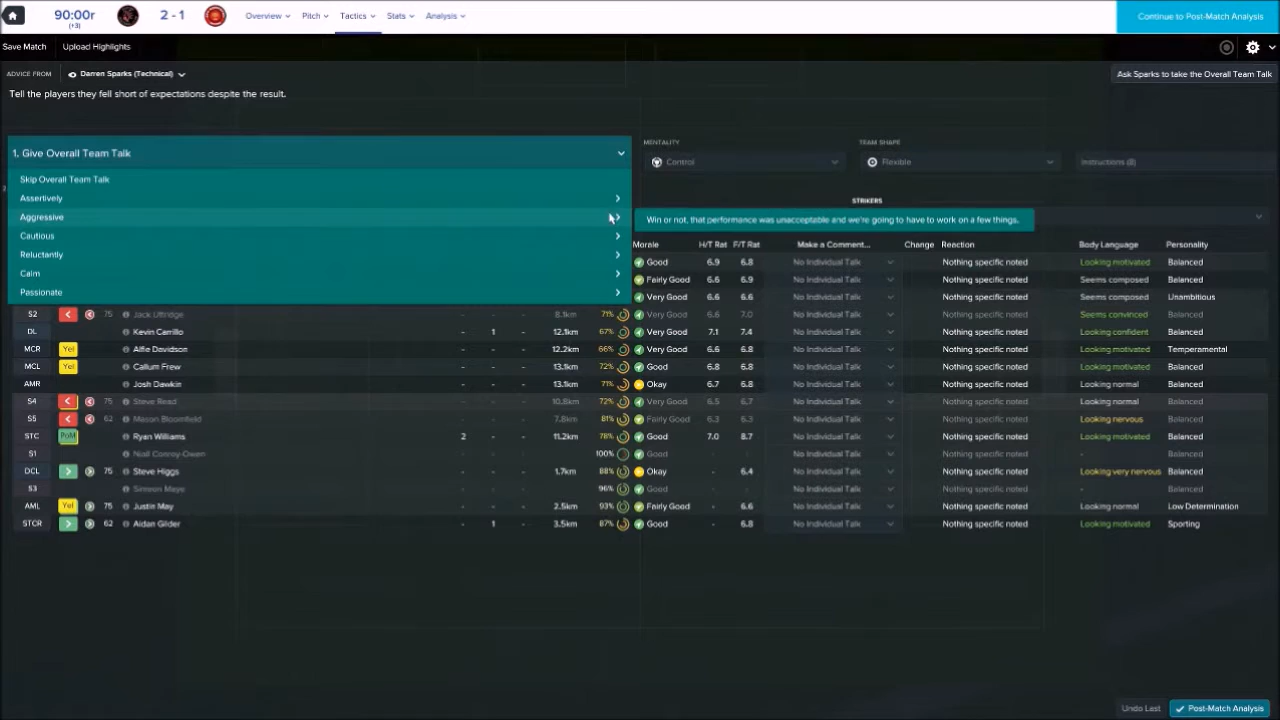 90:00r
(+3)
2 - 1
Overview
Pitch
Tactics
Stats
Analysis
Continue to Post-Match Analysis
Save Match
Upload Highlights
ADVICE FROM
Darren Sparks (Technical)
Ask Sparks to take the Overall Team Talk
Tell the players they fell short of expectations despite the result.
1. Give Overall Team Talk
Skip Overall Team Talk
Assertively
Aggressive
Cautious
Reluctantly
Calm
Passionate
MENTALITY
Control
TEAM SHAPE
Flexible
Instructions (8)
STRIKERS
Win or not, that performance was unacceptable and we're going to have to work on a few things.
Morale H/T Rat F/T Rat Make a Comment... Change Reaction Body Language Personality
Good 6.9 6.8 No Individual Talk Nothing specific noted Looking motivated Balanced
Fairly Good 6.6 6.9 No Individual Talk Nothing specific noted Seems composed Balanced
Very Good 6.6 6.6 No Individual Talk Nothing specific noted Seems composed Unambitious
S2 75 Jack Uttridge - - - 8.1km 71% Very Good 6.6 7.0 No Individual Talk Nothing specific noted Seems convinced Balanced
DL Kevin Carrillo - 1 - 12.1km 67% Very Good 7.1 7.4 No Individual Talk Nothing specific noted Looking confident Balanced
MCR Yel Alfie Davidson - - - 12.2km 66% Very Good 6.6 6.8 No Individual Talk Nothing specific noted Looking motivated Temperamental
MCL Yel Callum Frew - - - 13.1km 72% Good 6.8 6.8 No Individual Talk Nothing specific noted Looking motivated Balanced
AMR Josh Dawkin - - - 13.1km 71% Okay 6.7 6.8 No Individual Talk Nothing specific noted Looking normal Balanced
S4 75 Steve Read - - - 10.8km 72% Very Good 6.5 6.7 No Individual Talk Nothing specific noted Looking normal Balanced
S5 62 Mason Bloomfield - - - 7.8km 81% Fairly Good 6.3 6.3 No Individual Talk Nothing specific noted Looking nervous Balanced
STC PoM Ryan Williams 2 - - 11.2km 78% Good 7.0 8.7 No Individual Talk Nothing specific noted Looking motivated Balanced
S1 Niall Conroy-Owen 100% Good - - No Individual Talk Nothing specific noted - Balanced
DCL 75 Steve Higgs - - - 1.7km 88% Okay - 6.4 No Individual Talk Nothing specific noted Looking very nervous Balanced
S3 Simeon Maye 96% Good - - No Individual Talk Nothing specific noted - Balanced
AML Yel 75 Justin May - - - 2.5km 93% Fairly Good - 6.6 No Individual Talk Nothing specific noted Looking normal Low Determination
STCR 62 Aidan Gilder - 1 - 3.5km 87% Good - 6.8 No Individual Talk Nothing specific noted Looking motivated Sporting
Undo Last
Post-Match Analysis